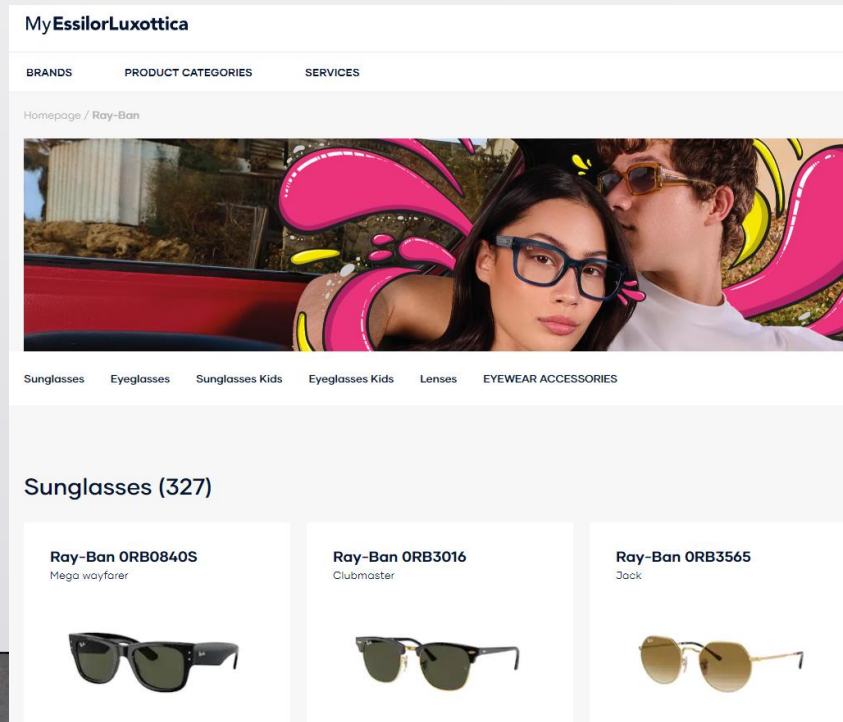 MyEssilorLuxottica
BRANDS PRODUCT CATEGORIES SERVICES
Homepage / Ray-Ban
Sunglasses Eyeglasses Sunglasses Kids Eyeglasses Kids Lenses EYEWEAR ACCESSORIES
Sunglasses (327)
Ray-Ban 0RB0840S Ray-Ban 0RB3016 Ray-Ban 0RB3565
Mega wayfarer Clubmaster Jack